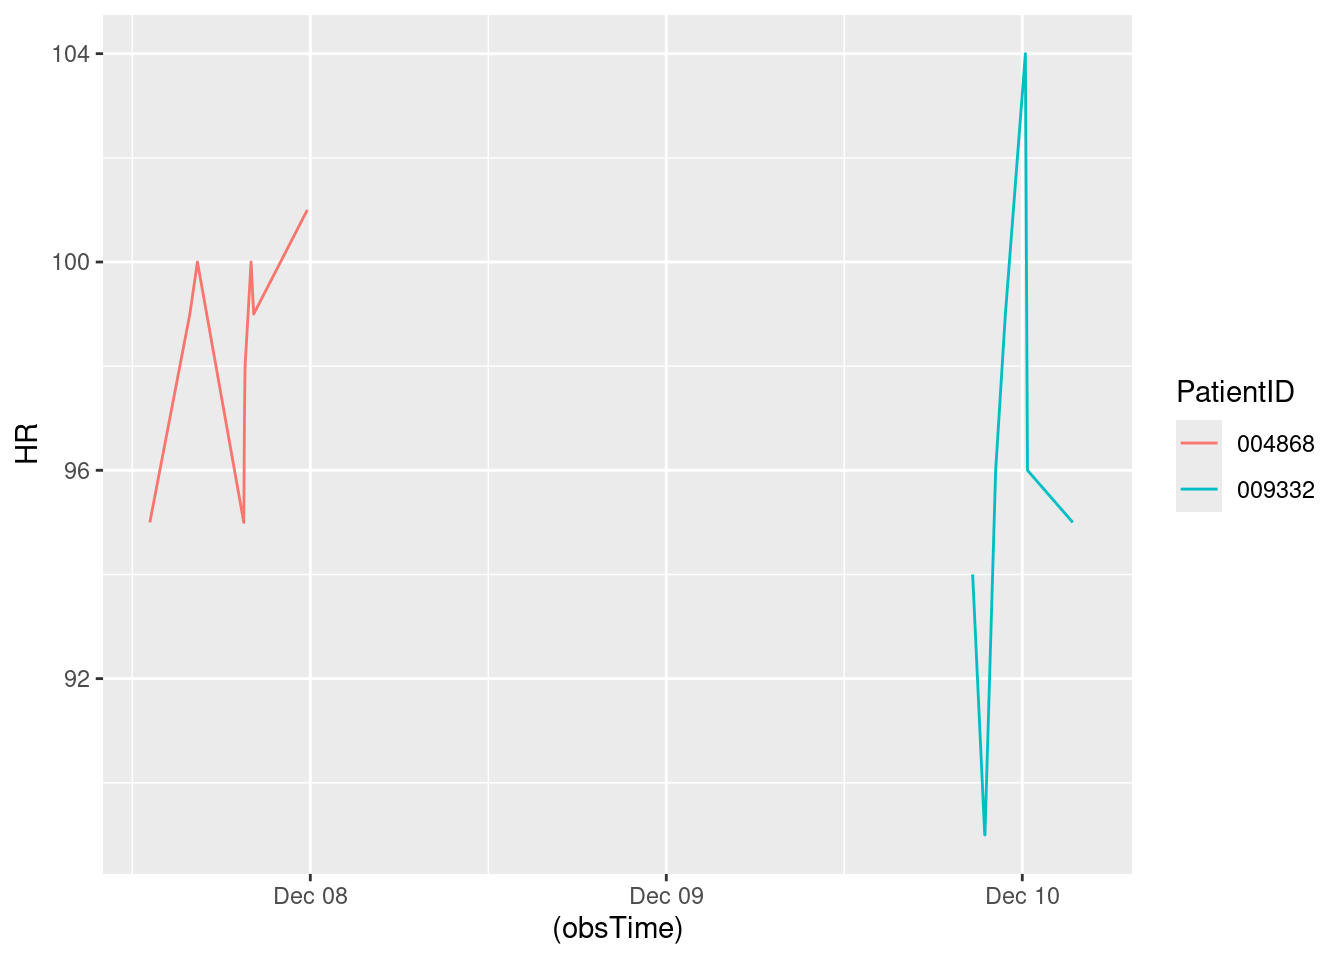 104
100
96
92
HR
Dec 08
Dec 09
Dec 10
(obsTime)
PatientID
004868
009332